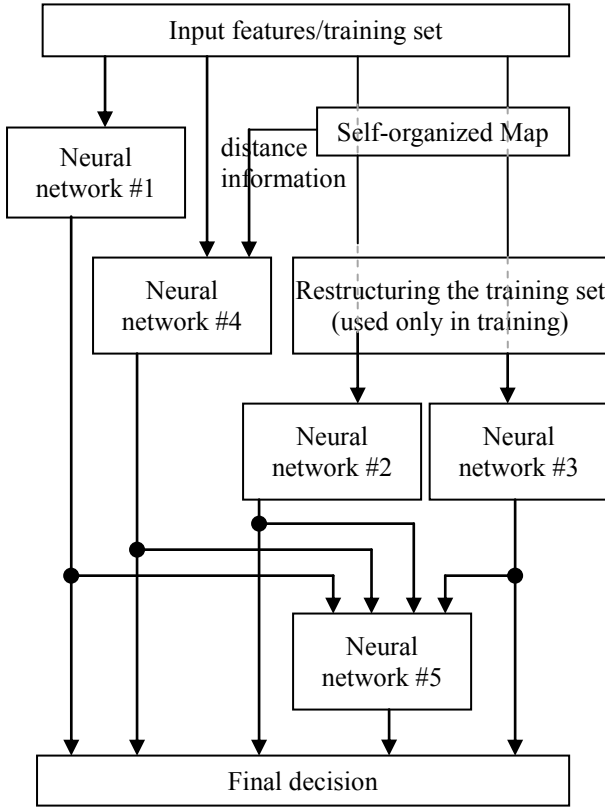 Input features/training set
Self-organized Map
distance
information
Neural
network #1
Neural
network #4
Restructuring the training set
(used only in training)
Neural
network #2
Neural
network #3
Neural
network #5
Final decision